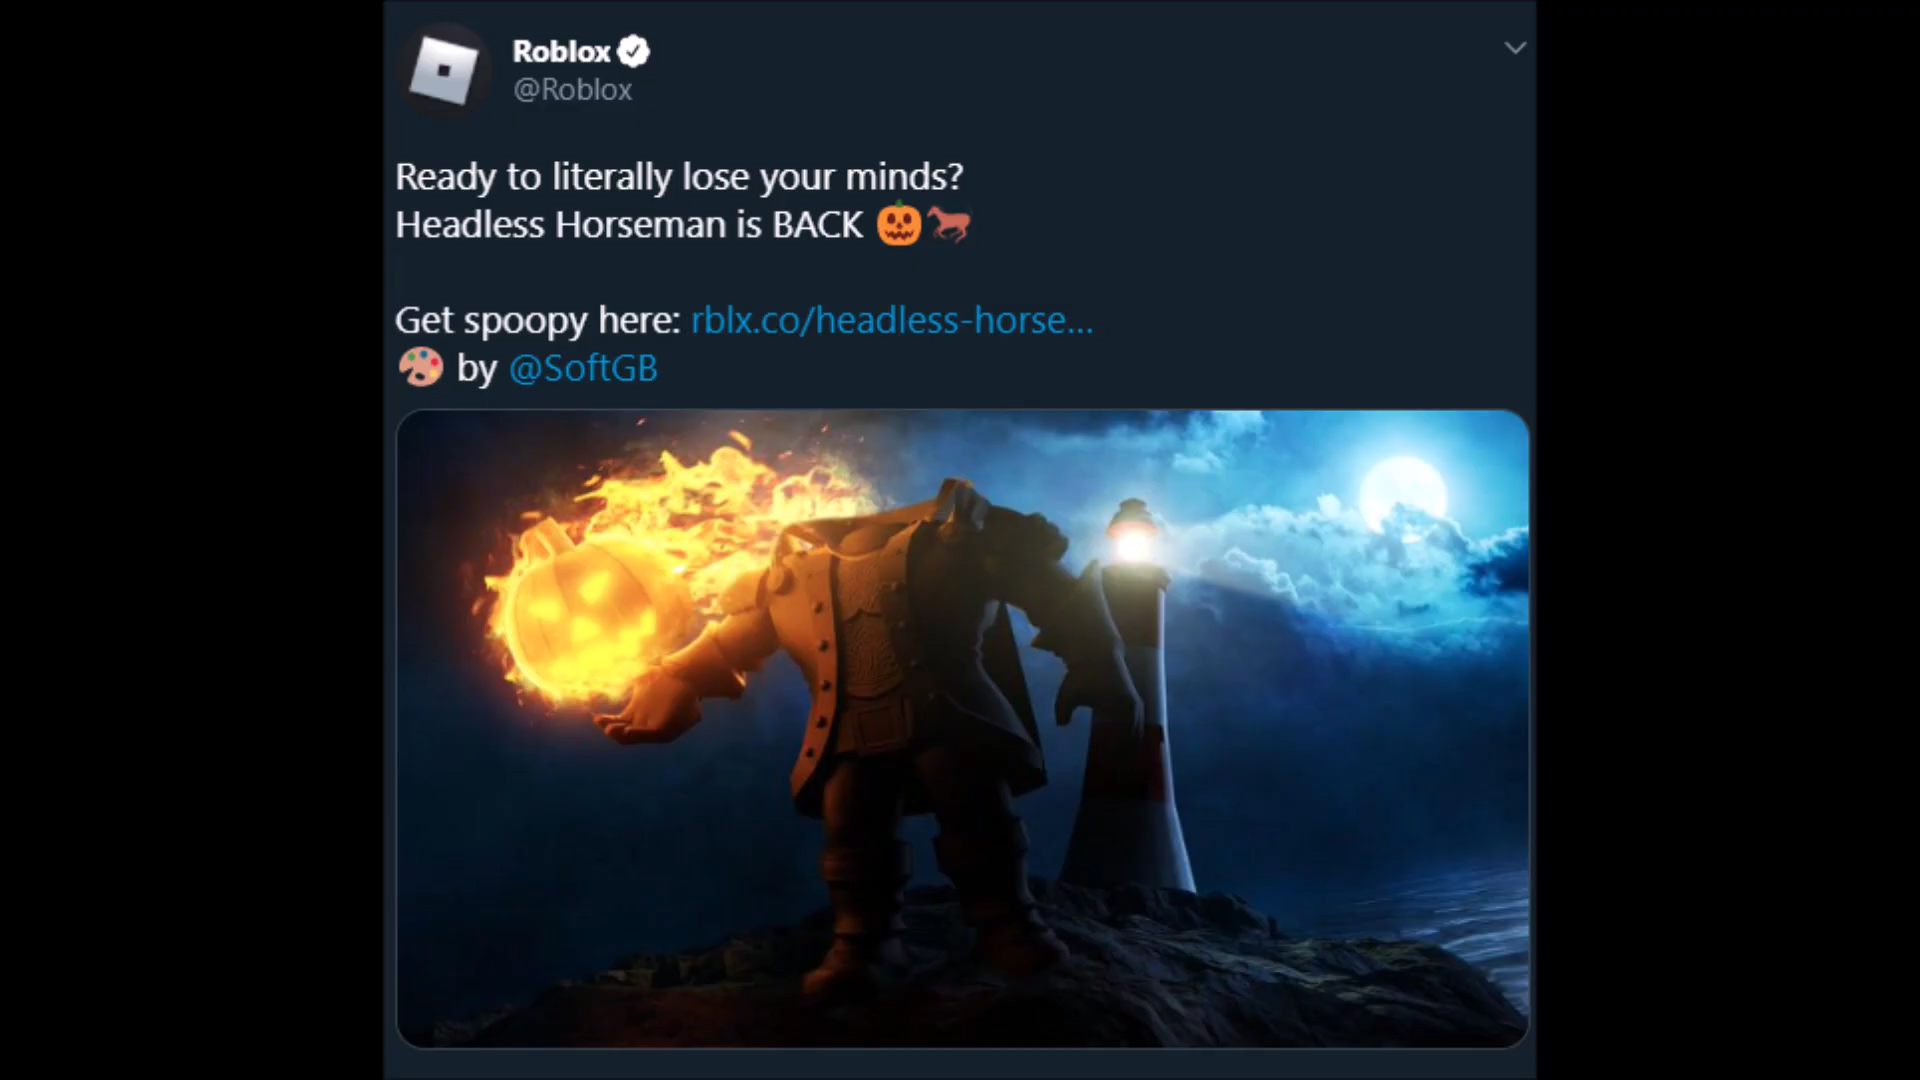 Roblox
@Roblox
Ready to literally lose your minds?
Headless Horseman is BACK 🎃🐎
Get spoopy here: rblx.co/headless-horse...
🎨 by @SoftGB